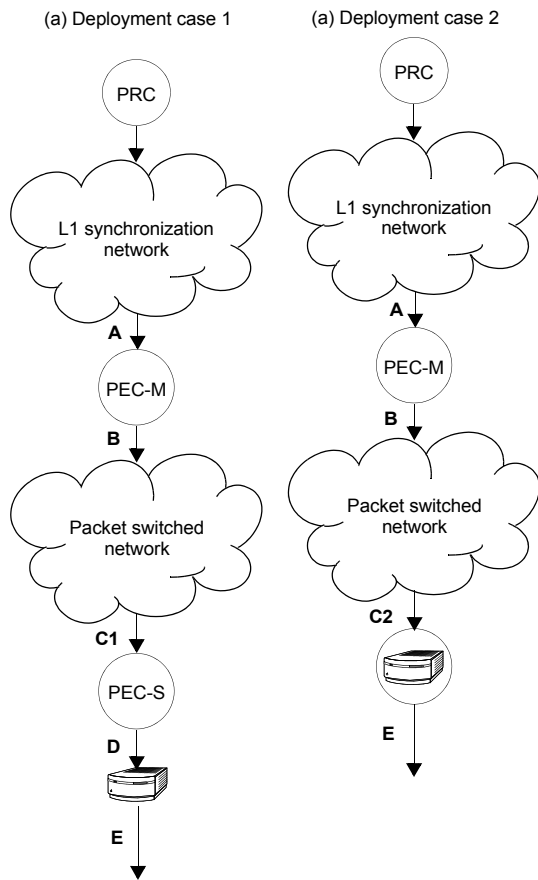 (a) Deployment case 1
PRC
L1 synchronization
network
A
PEC-M
B
Packet switched
network
C1
PEC-S
D
E
(a) Deployment case 2
PRC
L1 synchronization
network
A
PEC-M
B
Packet switched
network
C2
E